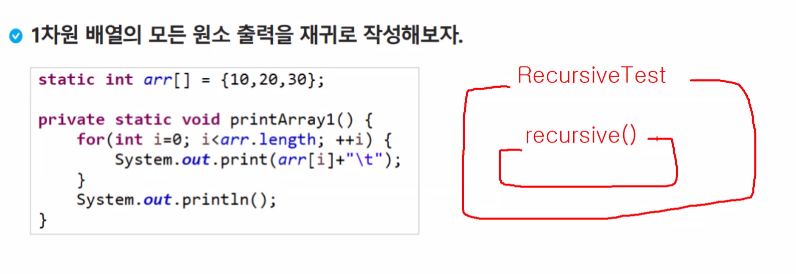 1차원 배열의 모든 원소 출력을 재귀로 작성해보자.
static int arr[] = {10,20,30};
private static void printArray1() {
for(int i=0; i<arr.length; ++i) {
System.out.print(arr[i]+"\t");
}
System.out.println();
}
RecursiveTest
recursive()